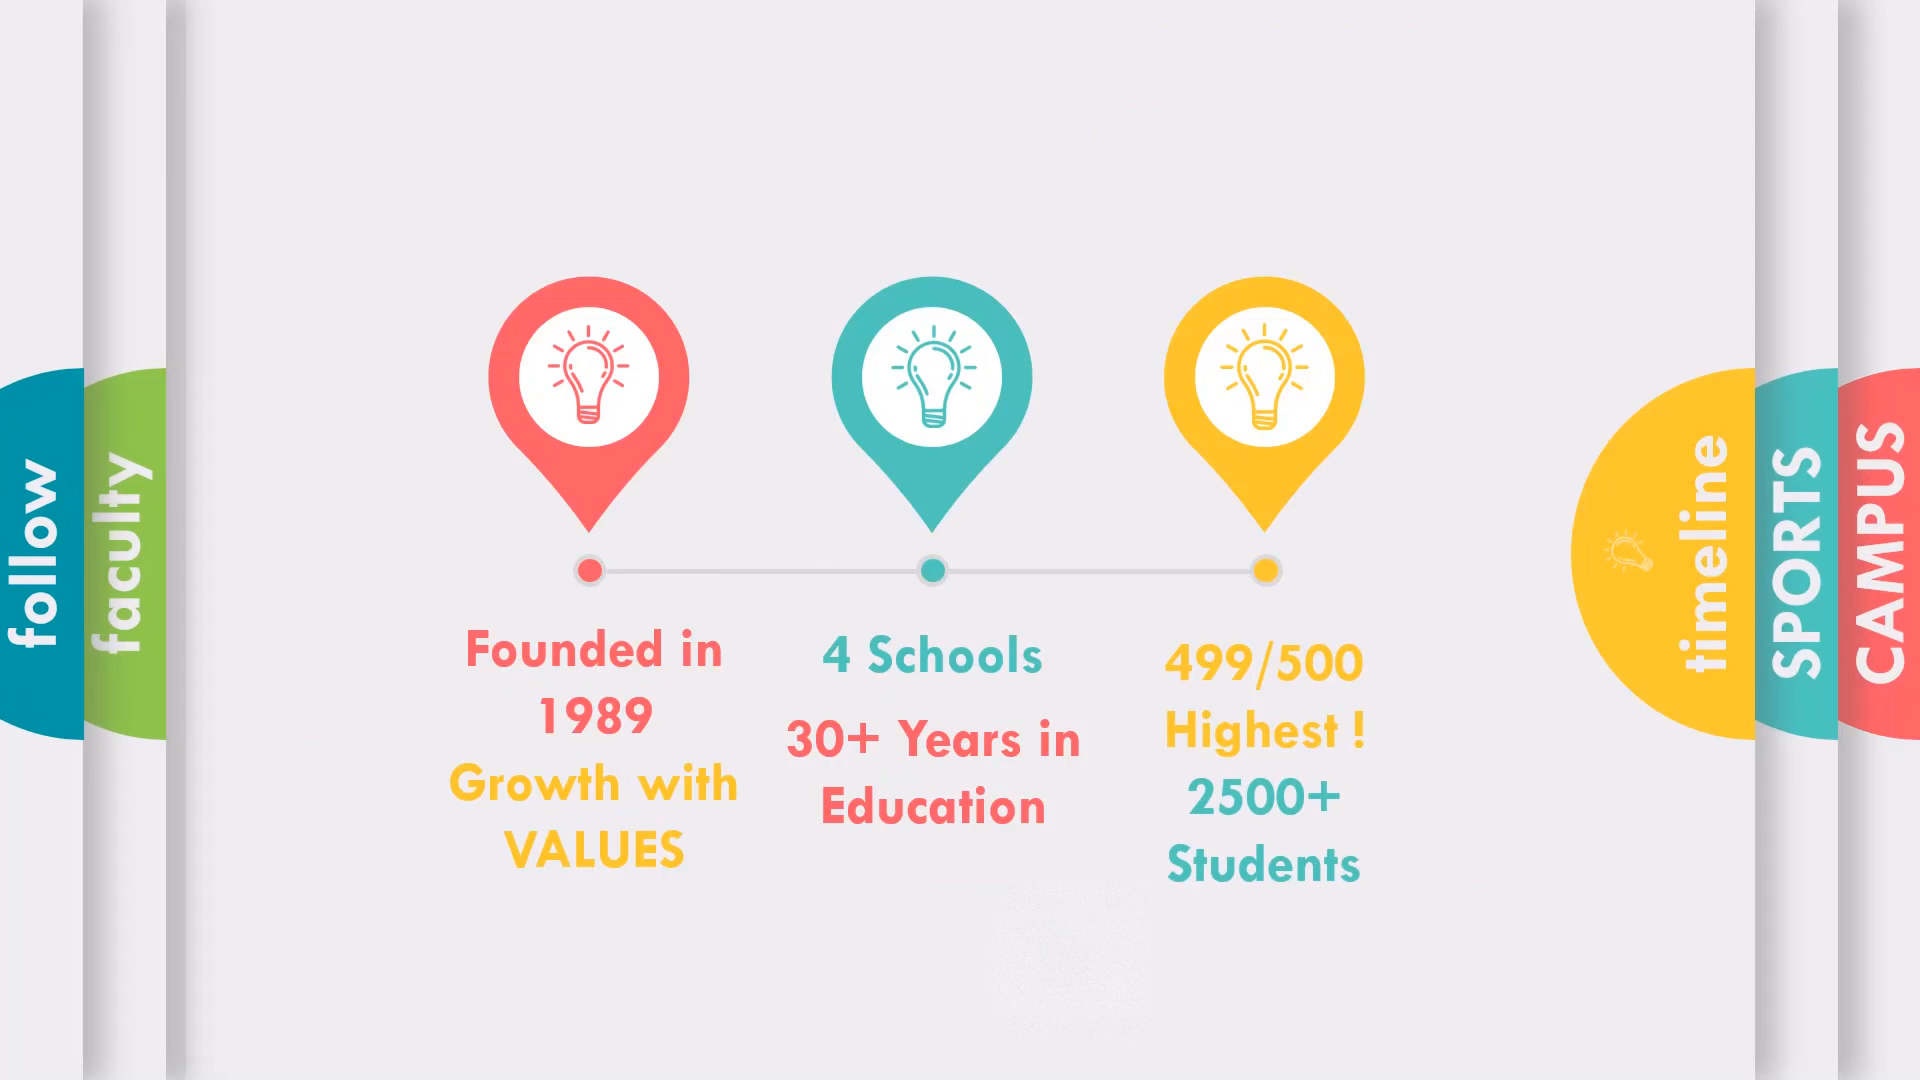 follow
faculty
Founded in
1989
Growth with
VALUES
4 Schools
30+ Years in
Education
499/500
Highest !
2500+
Students
timeline
SPORTS
CAMPUS